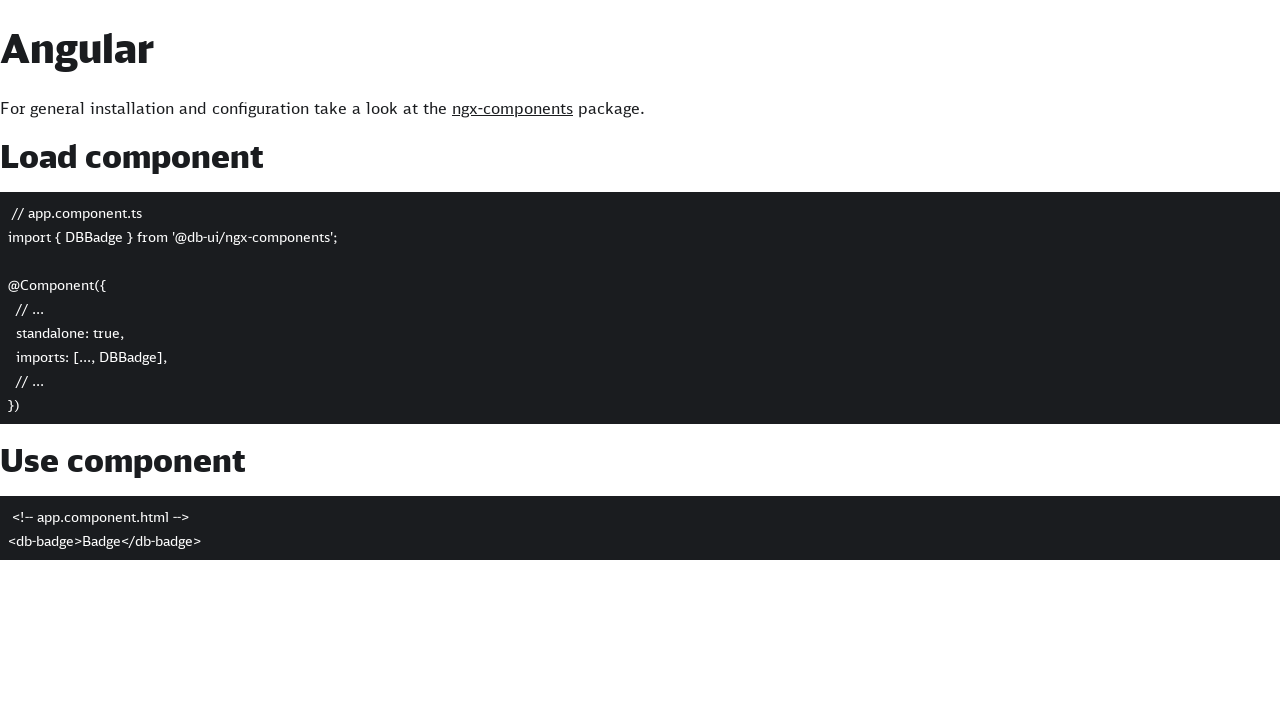 Angular
For general installation and configuration take a look at the ngx-components package.
Load component
// app.component.ts
import { DBBadge } from '@db-ui/ngx-components';
@Component({
// ...
standalone: true,
imports: [..., DBBadge],
// ...
})
Use component
<!-- app.component.html -->
<db-badge>Badge</db-badge>